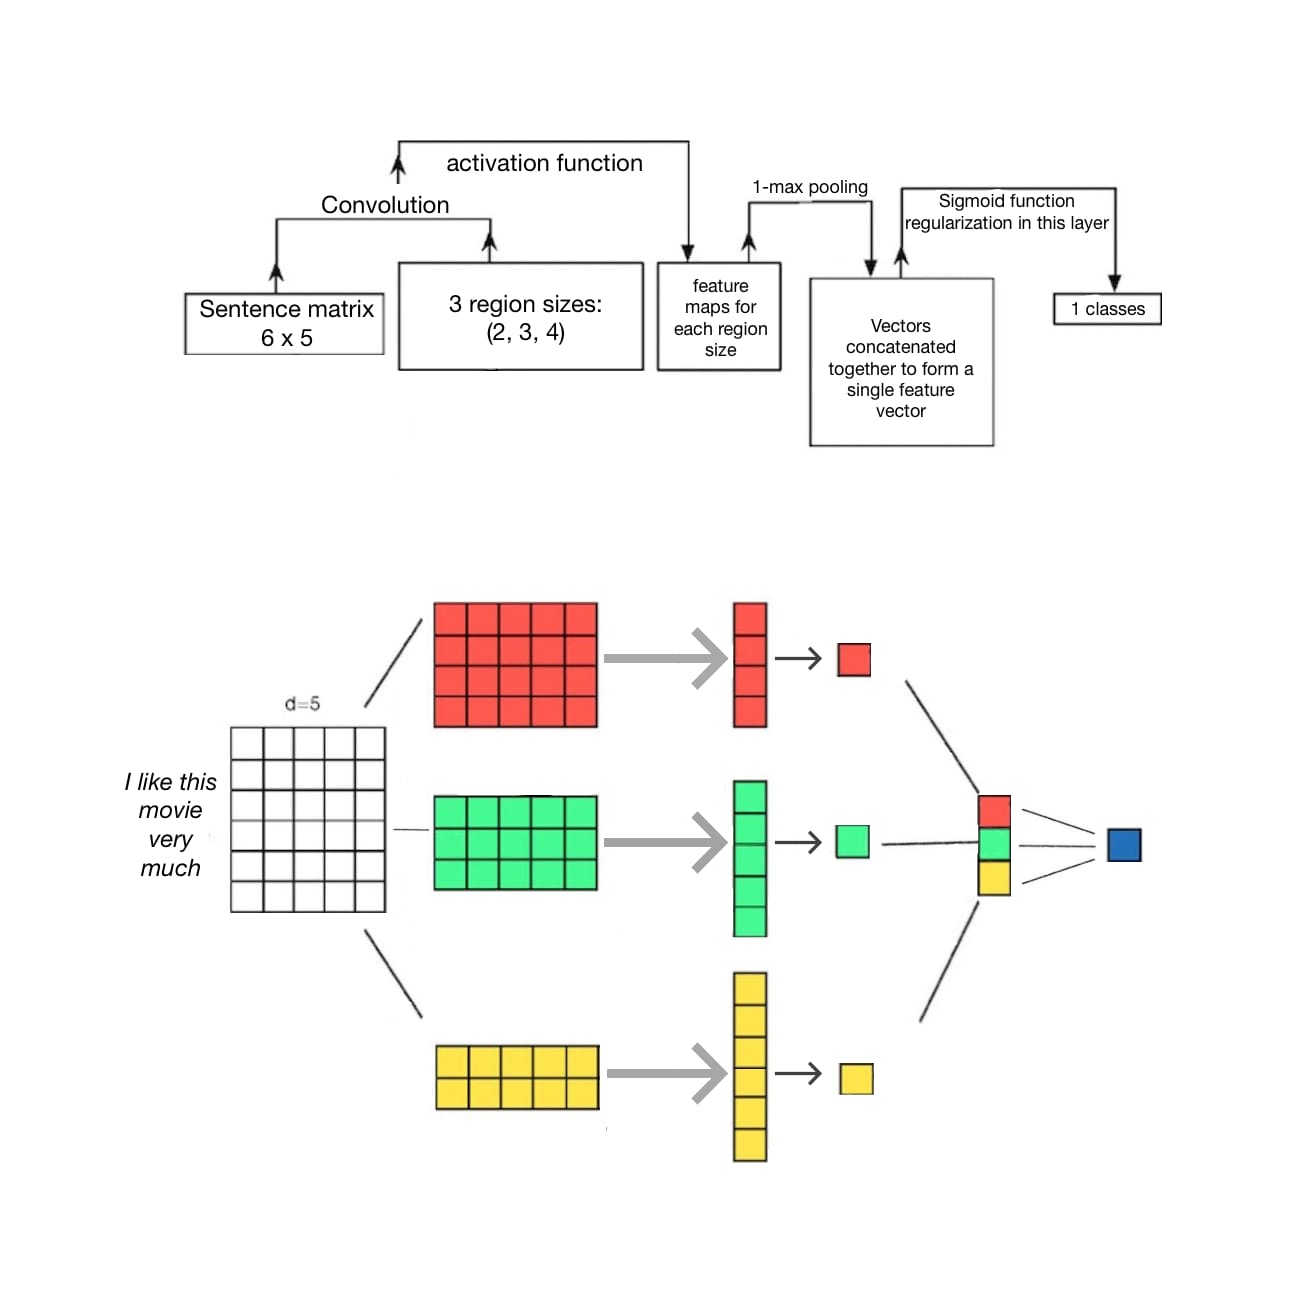 activation function
1-max pooling
Convolution
Sigmoid function
regularization in this layer
Sentence matrix
6 x 5
3 region sizes:
(2, 3, 4)
feature
maps for
each region
size
Vectors
concatenated
together to form a
single feature
vector
1 classes
d=5
I like this
movie
very
much